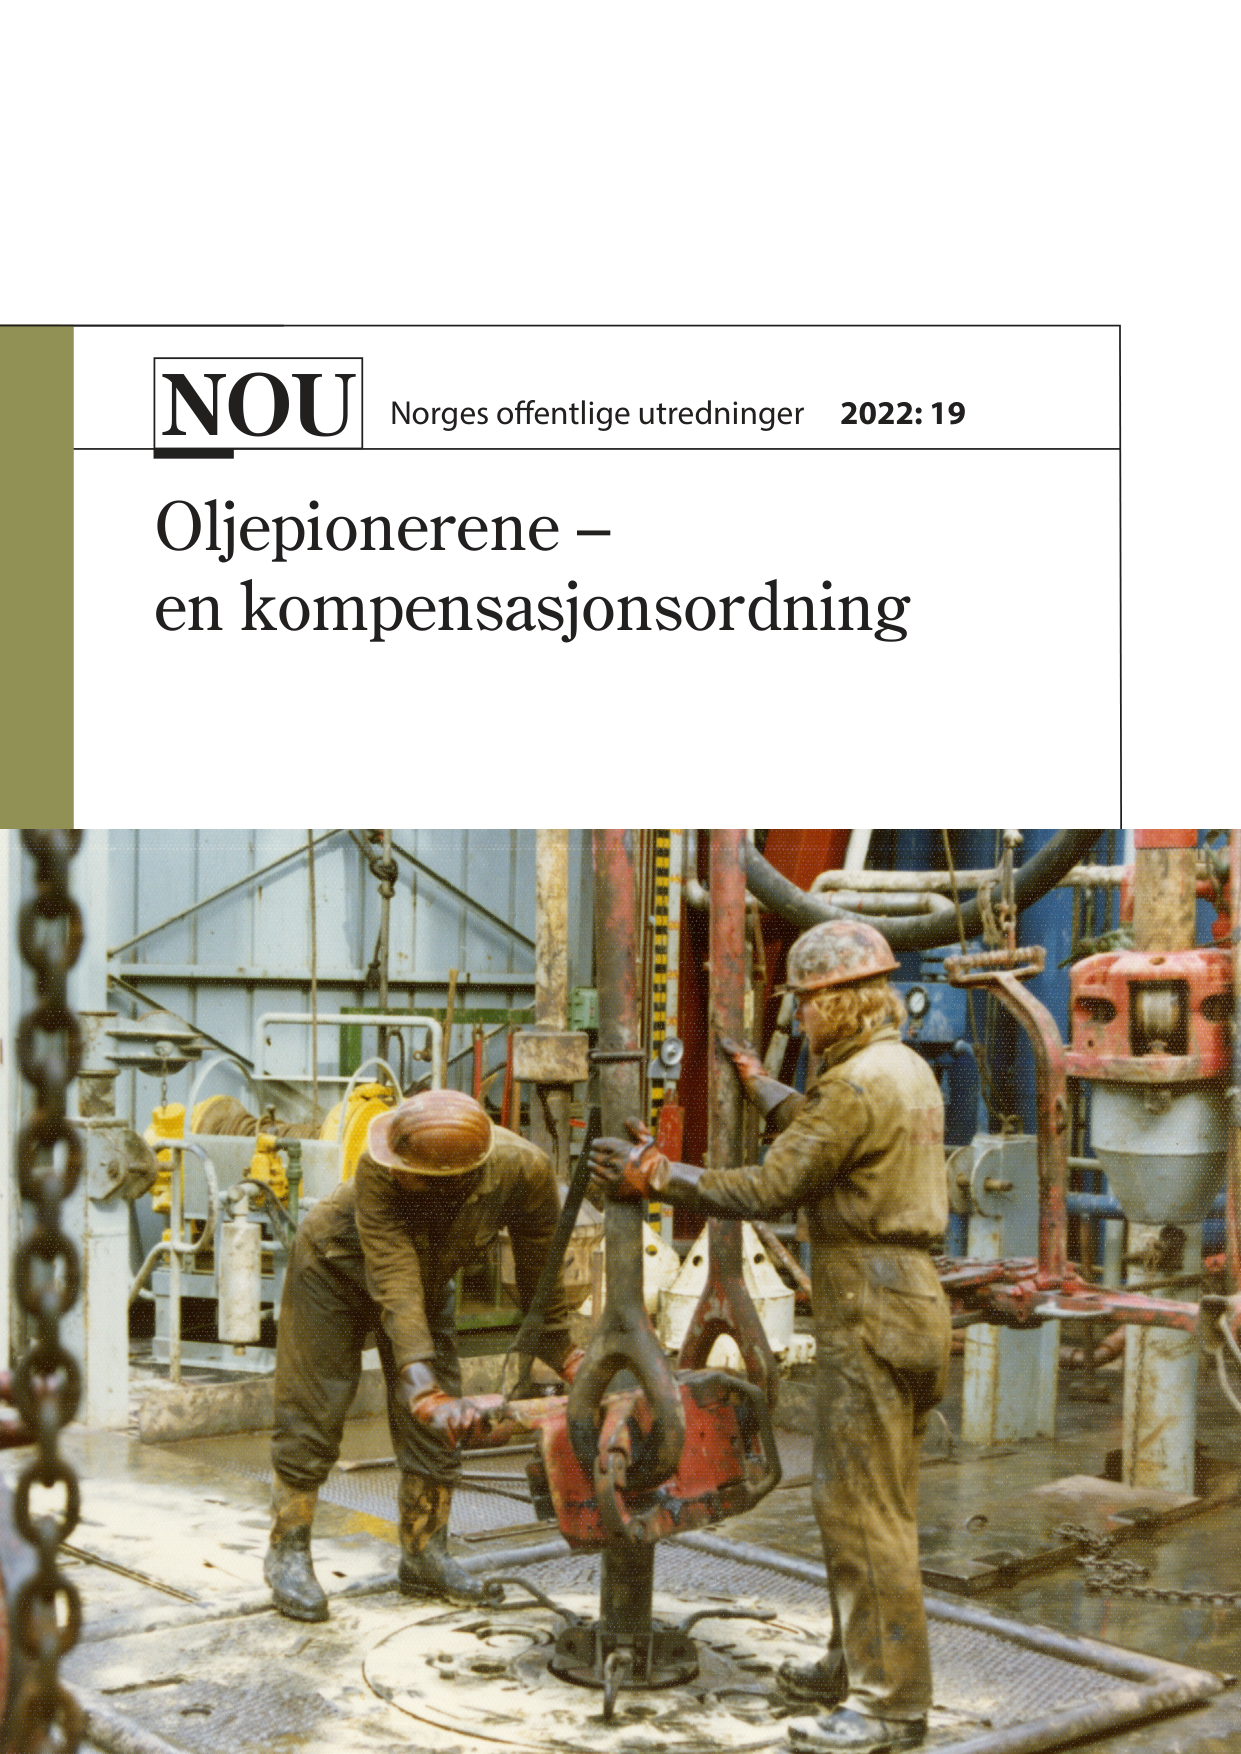 NOU Norges offentlige utredninger 2022: 19
Oljepionerene –
en kompensasjonsordning